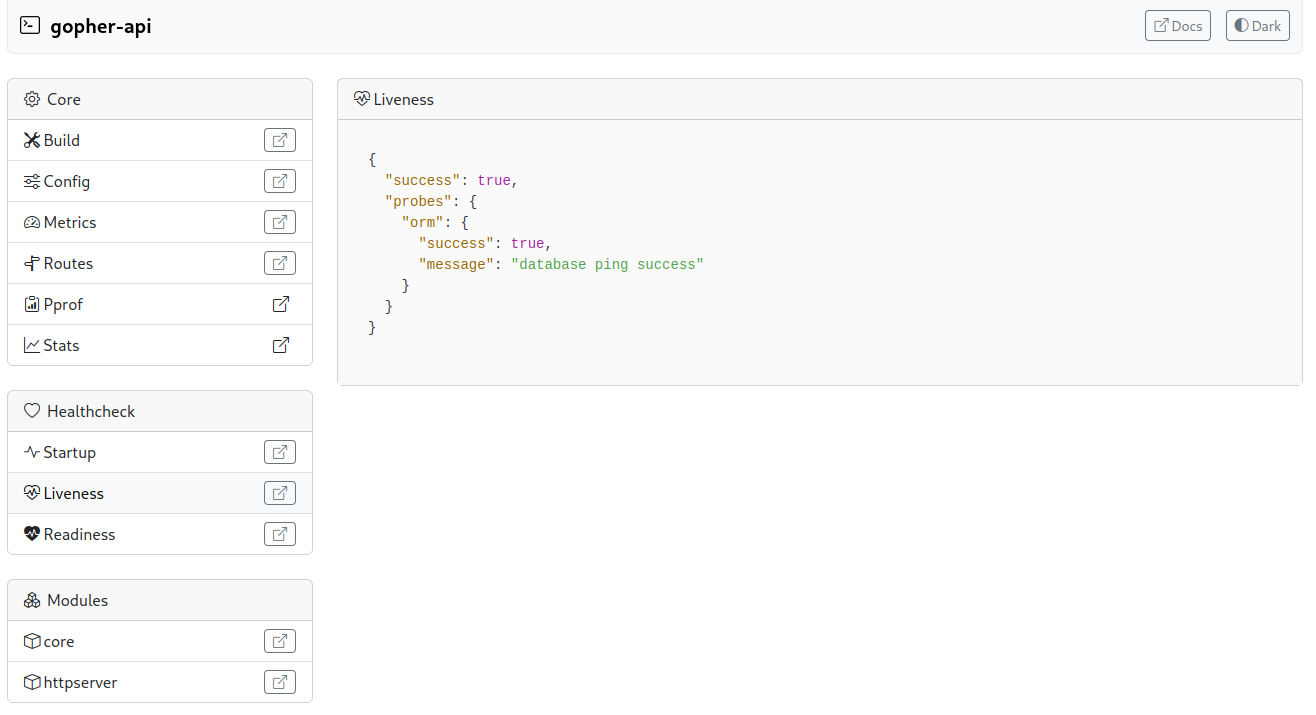 gopher-api
Docs
Dark
Core
Build
Config
Metrics
Routes
Pprof
Stats
Healthcheck
Startup
Liveness
Readiness
Modules
core
httpserver
Liveness
{
  "success": true,
  "probes": {
    "orm": {
      "success": true,
      "message": "database ping success"
    }
  }
}